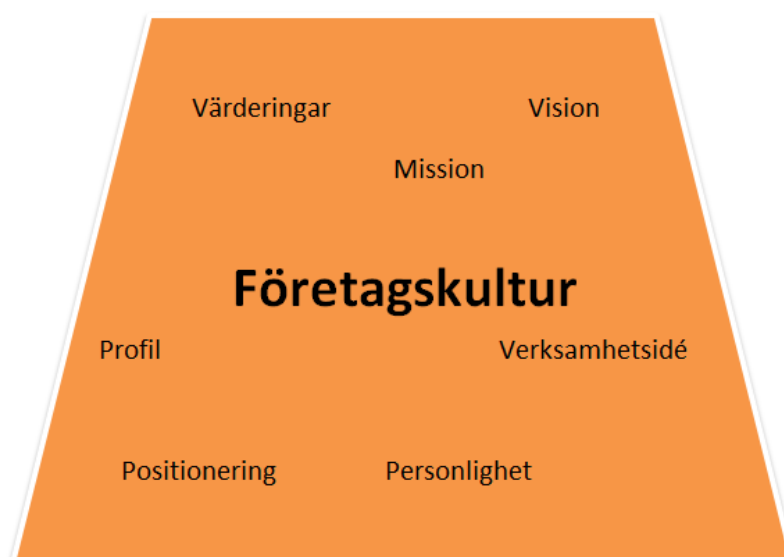 Värderingar
Vision
Mission
Företagskultur
Profil
Verksamhetsidé
Positionering
Personlighet